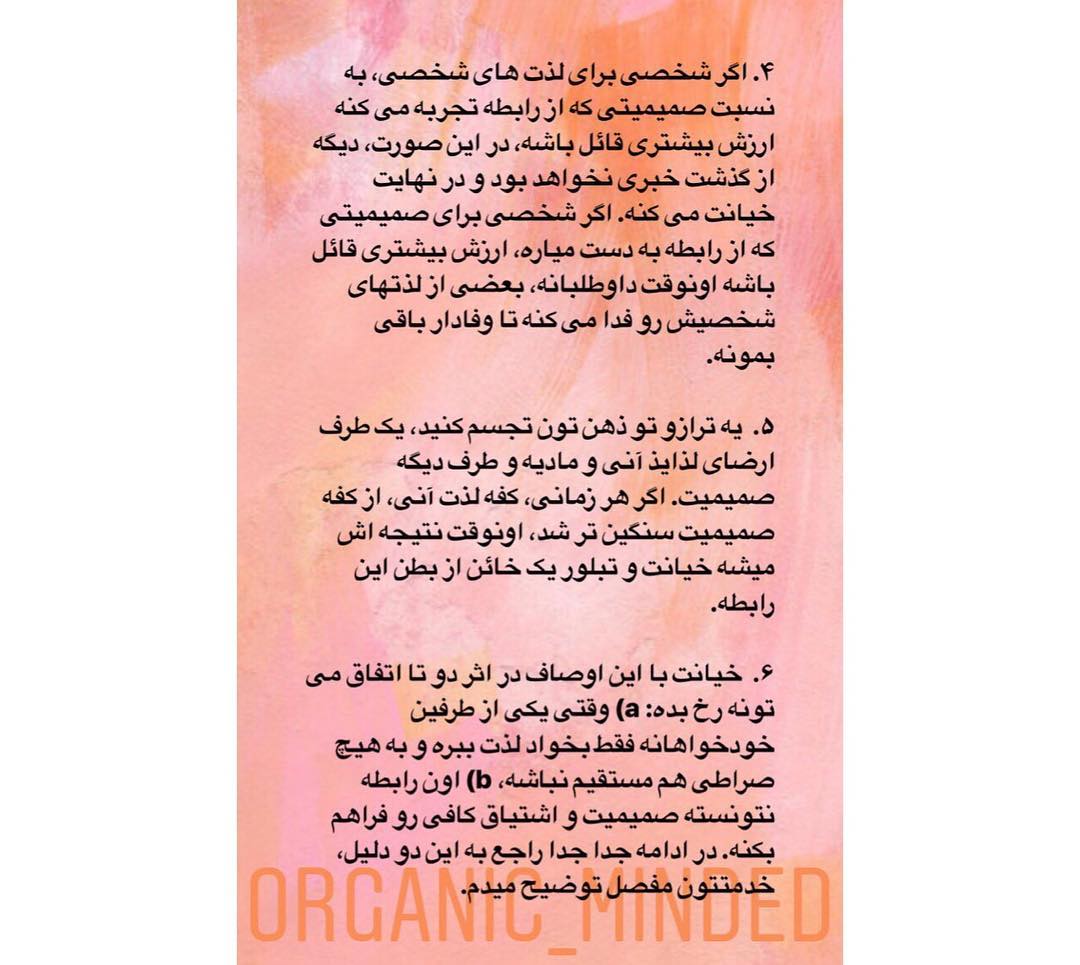 ۴. اگر شخصی برای لذت های شخصی، به
نسبت صمیمیتی که از رابطه تجربه می کنه
ارزش بیشتری قائل باشه، در این صورت، دیگه
از گذشت خبری نخواهد بود و در نهایت
خیانت می کنه. اگر شخصی برای صمیمیتی
که از رابطه به دست میاره، ارزش بیشتری قائل
باشه اونوقت داوطلبانه، بعضی از لذتهای
شخصیش رو فدا می کنه تا وفادار باقی
بمونه.
۵. یه ترازو تو ذهن تون تجسم کنید، یک طرف
ارضای لذایذ آنی و مادیه و طرف دیگه
صمیمیت. اگر هر زمانی، کفه لذت آنی، از کفه
صمیمیت سنگین تر شد، اونوقت نتیجه اش
میشه خیانت و تبلور یک خائن از بطن این
رابطه.
۶. خیانت با این اوصاف در اثر دو تا اتفاق می
تونه رخ بده: a) وقتی یکی از طرفین
خودخواهانه فقط بخواد لذت ببره و به هیچ
صراطی هم مستقیم نباشه، b) اون رابطه
نتونسته صمیمیت و اشتیاق کافی رو فراهم
بکنه. در ادامه جدا جدا راجع به این دو دلیل،
خدمتتون مفصل توضیح میدم.
ORGANIC_MINDED